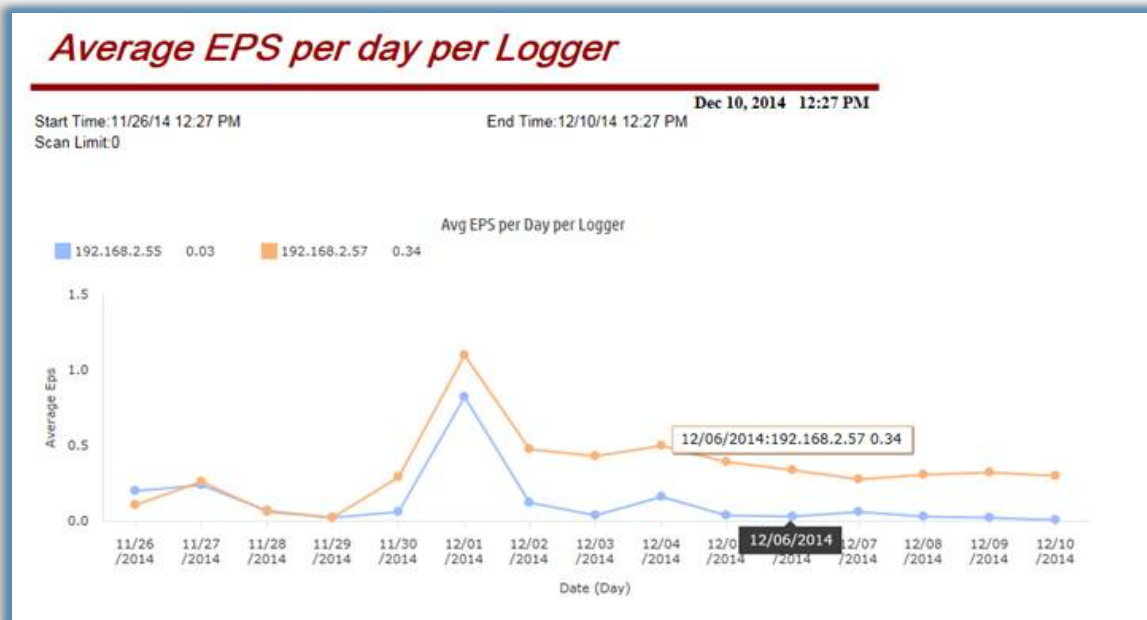 Average EPS per day per Logger
Dec 10, 2014 12:27 PM
Start Time:11/26/14 12:27 PM End Time:12/10/14 12:27 PM
Scan Limit:0
Avg EPS per Day per Logger
192.168.2.55 0.03 192.168.2.57 0.34
1.5
1.0
0.5
0.0
Average Eps
12/06/2014:192.168.2.57 0.34
12/06/2014
11/26 /2014
11/27 /2014
11/28 /2014
11/29 /2014
11/30 /2014
12/01 /2014
12/02 /2014
12/03 /2014
12/04 /2014
/2014
/2014
12/07 /2014
12/08 /2014
12/09 /2014
12/10 /2014
Date (Day)